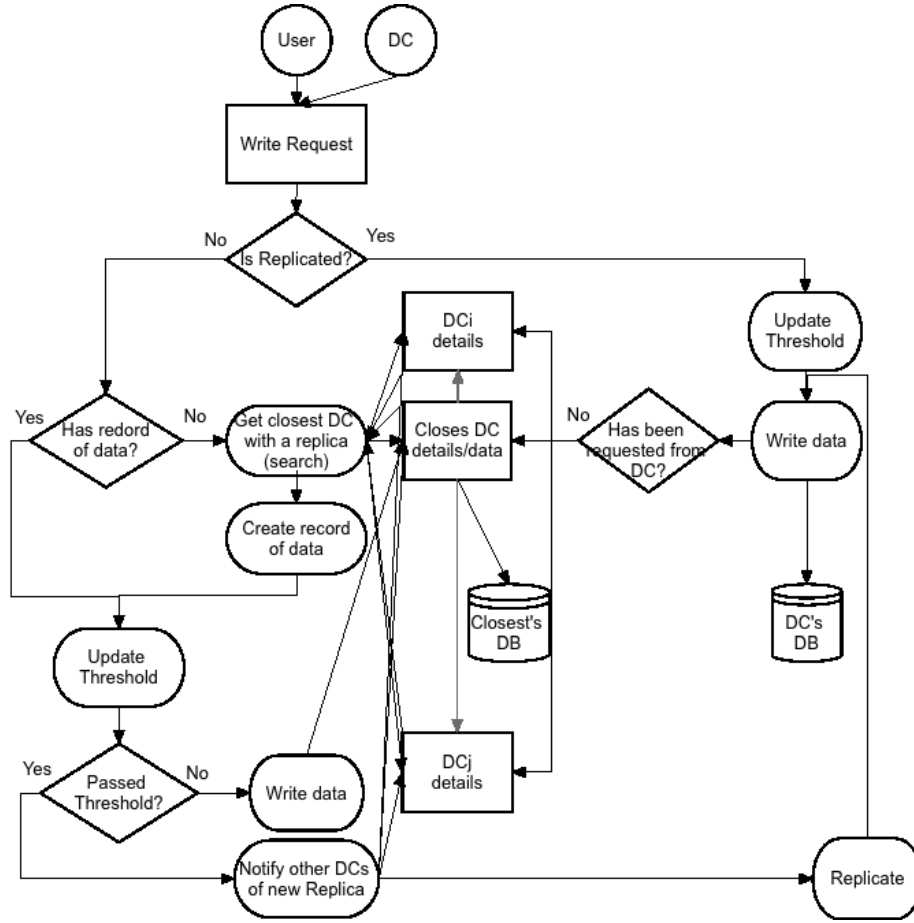 User
DC
Write Request
No
Yes
Is Replicated?
DCi
details
Update
Threshold
Yes
No
Has redord
of data?
Get closest DC
with a replica
(search)
Closes DC
details/data
No
Has been
requested from
DC?
Write data
Create record
of data
Closest's
DB
DC's
DB
Update
Threshold
DCj
details
Yes
No
Passed
Threshold?
Write data
Notify other DCs
of new Replica
Replicate